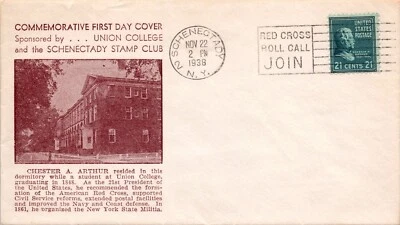 COMMEMORATIVE FIRST DAY COVER
Sponsored by . . . UNION COLLEGE
and the SCHENECTADY STAMP CLUB
CHESTER A. ARTHUR resided in this
dormitory while a student at Union College,
graduating in 1848. As the 21st President of
the United States, he recommended the forma-
tion of the American Red Cross, supported
Civil Service reforms, extended postal facilities
and improved the Navy and Coast defense. In
1861, he organized the New York State Militia.
2 SCHENECTADY
NOV 22
2 PM
1938
N.Y.
RED CROSS
ROLL CALL
JOIN
UNITED
STATES
POSTAGE
21 CENTS 21